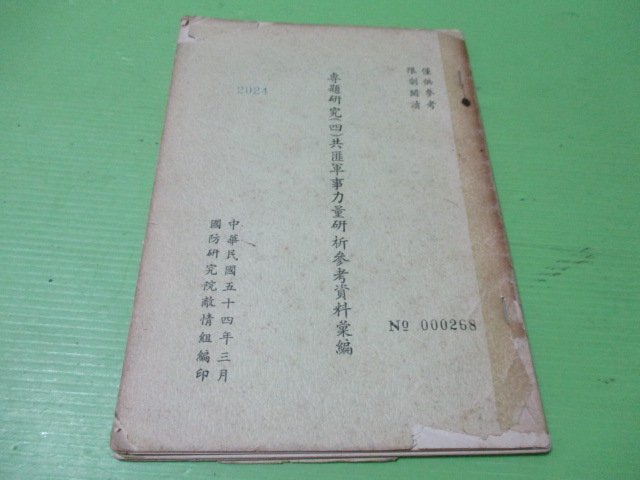 僅供參考
限制閱讀
專題研究(四)共匪軍事力量研析參考資料彙編
2024
No 000268
中華民國五十四年三月
國防研究院敵情組編印